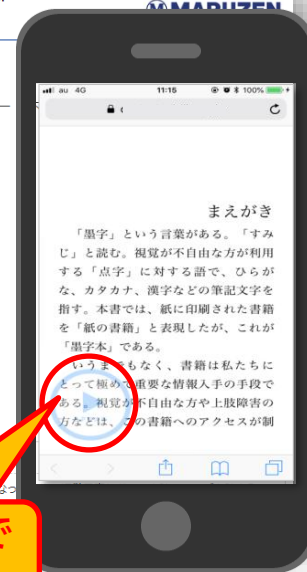 MARUZEN
au 4G 11:15 100%
まえがき
「墨字」という言葉がある。「すみ
じ」と読む。視覚が不自由な方が利用
する「点字」に対する語で、ひらが
な、カタカナ、漢字などの筆記文字を
指す。本書では、紙に印刷された書籍
を「紙の書籍」と表現したが、これが
「墨字本」である。
いうまでもなく、書籍は私たちに
とって極めて重要な情報入手の手段で
ある。視覚が不自由な方や上肢障害の
方などは、この書籍へのアクセスが制
で